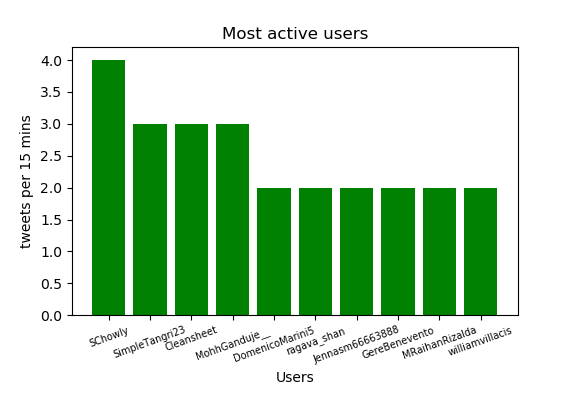 Most active users
tweets per 15 mins
4.0
3.5
3.0
2.5
2.0
1.5
1.0
0.5
0.0
SChowly
SimpleTangri23
Cleansheet
MohhGanduje__
DomenicoMarini5
ragava_shan
Jennasm66663888
GereBenevento
MRaihanRizalda
williamvillacis
Users